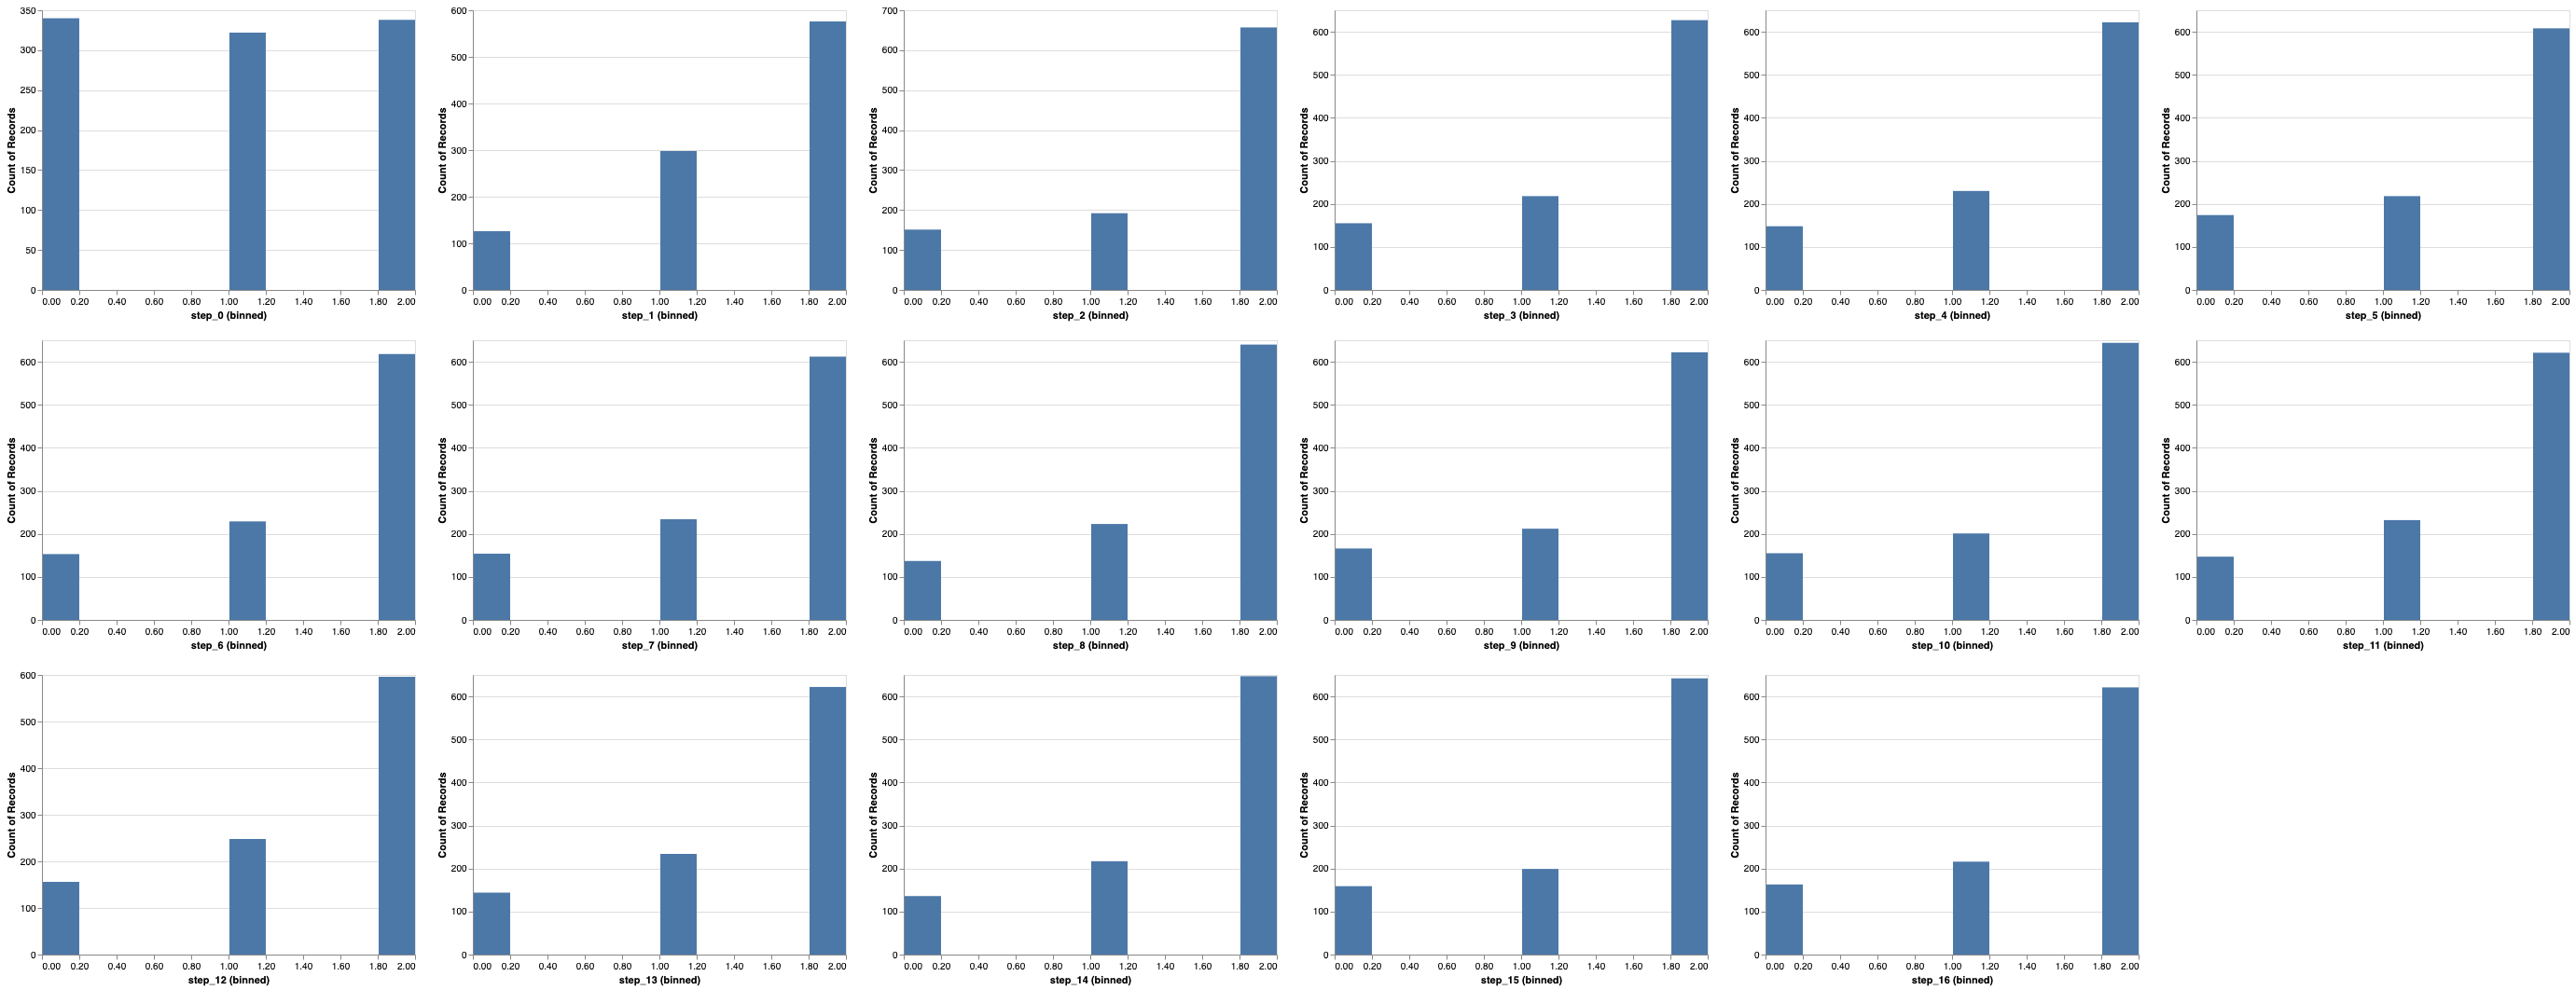 350
300
250
200
150
100
50
0
Count of Records
0.00 0.20 0.40 0.60 0.80 1.00 1.20 1.40 1.60 1.80 2.00
step_0 (binned)
600
500
400
300
200
100
0
Count of Records
0.00 0.20 0.40 0.60 0.80 1.00 1.20 1.40 1.60 1.80 2.00
step_1 (binned)
700
600
500
400
300
200
100
0
Count of Records
0.00 0.20 0.40 0.60 0.80 1.00 1.20 1.40 1.60 1.80 2.00
step_2 (binned)
600
500
400
300
200
100
0
Count of Records
0.00 0.20 0.40 0.60 0.80 1.00 1.20 1.40 1.60 1.80 2.00
step_3 (binned)
600
500
400
300
200
100
0
Count of Records
0.00 0.20 0.40 0.60 0.80 1.00 1.20 1.40 1.60 1.80 2.00
step_4 (binned)
600
500
400
300
200
100
0
Count of Records
0.00 0.20 0.40 0.60 0.80 1.00 1.20 1.40 1.60 1.80 2.00
step_5 (binned)
600
500
400
300
200
100
0
Count of Records
0.00 0.20 0.40 0.60 0.80 1.00 1.20 1.40 1.60 1.80 2.00
step_6 (binned)
600
500
400
300
200
100
0
Count of Records
0.00 0.20 0.40 0.60 0.80 1.00 1.20 1.40 1.60 1.80 2.00
step_7 (binned)
600
500
400
300
200
100
0
Count of Records
0.00 0.20 0.40 0.60 0.80 1.00 1.20 1.40 1.60 1.80 2.00
step_8 (binned)
600
500
400
300
200
100
0
Count of Records
0.00 0.20 0.40 0.60 0.80 1.00 1.20 1.40 1.60 1.80 2.00
step_9 (binned)
600
500
400
300
200
100
0
Count of Records
0.00 0.20 0.40 0.60 0.80 1.00 1.20 1.40 1.60 1.80 2.00
step_10 (binned)
600
500
400
300
200
100
0
Count of Records
0.00 0.20 0.40 0.60 0.80 1.00 1.20 1.40 1.60 1.80 2.00
step_11 (binned)
600
500
400
300
200
100
0
Count of Records
0.00 0.20 0.40 0.60 0.80 1.00 1.20 1.40 1.60 1.80 2.00
step_12 (binned)
600
500
400
300
200
100
0
Count of Records
0.00 0.20 0.40 0.60 0.80 1.00 1.20 1.40 1.60 1.80 2.00
step_13 (binned)
600
500
400
300
200
100
0
Count of Records
0.00 0.20 0.40 0.60 0.80 1.00 1.20 1.40 1.60 1.80 2.00
step_14 (binned)
600
500
400
300
200
100
0
Count of Records
0.00 0.20 0.40 0.60 0.80 1.00 1.20 1.40 1.60 1.80 2.00
step_15 (binned)
600
500
400
300
200
100
0
Count of Records
0.00 0.20 0.40 0.60 0.80 1.00 1.20 1.40 1.60 1.80 2.00
step_16 (binned)